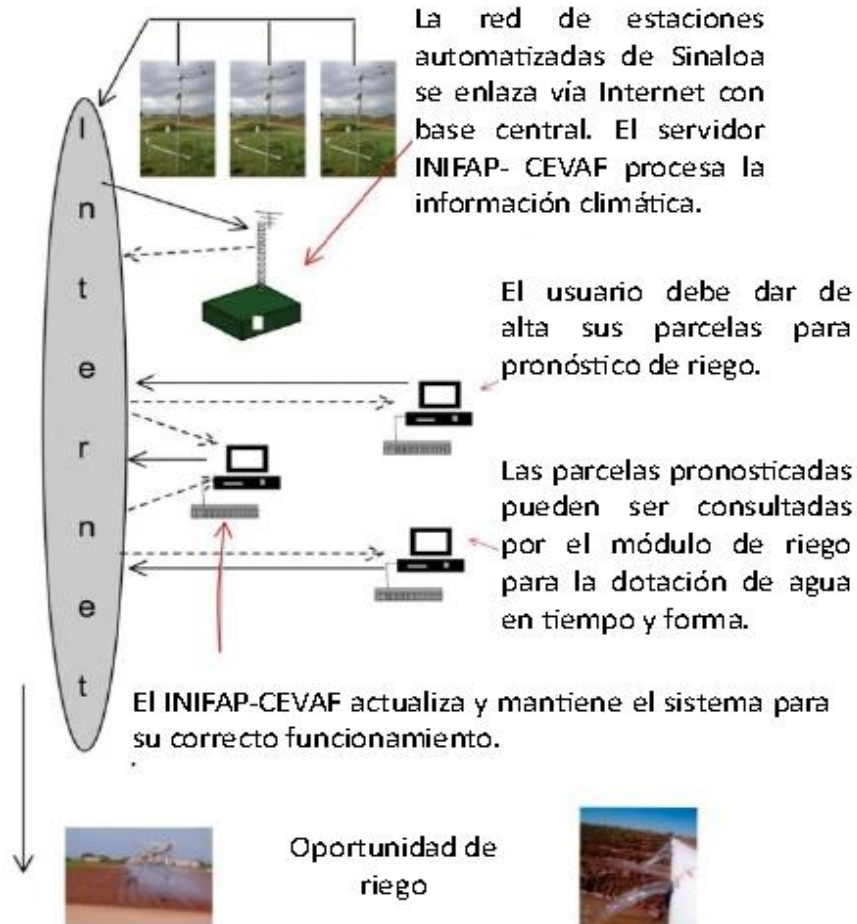 La red de estaciones
automatizadas de Sinaloa
se enlaza vía Internet con
base central. El servidor
INIFAP- CEVAF procesa la
información climática.
Internet
El usuario debe dar de
alta sus parcelas para
pronóstico de riego.
Las parcelas pronosticadas
pueden ser consultadas
por el módulo de riego
para la dotación de agua
en tiempo y forma.
El INIFAP-CEVAF actualiza y mantiene el sistema para
su correcto funcionamiento.
.
Oportunidad de
riego